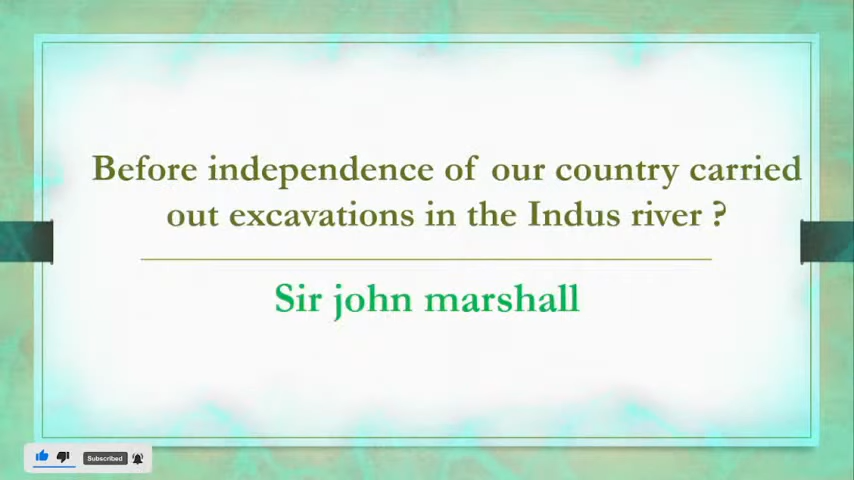 Before independence of our country carried
out excavations in the Indus river ?
Sir john marshall
Subscribed